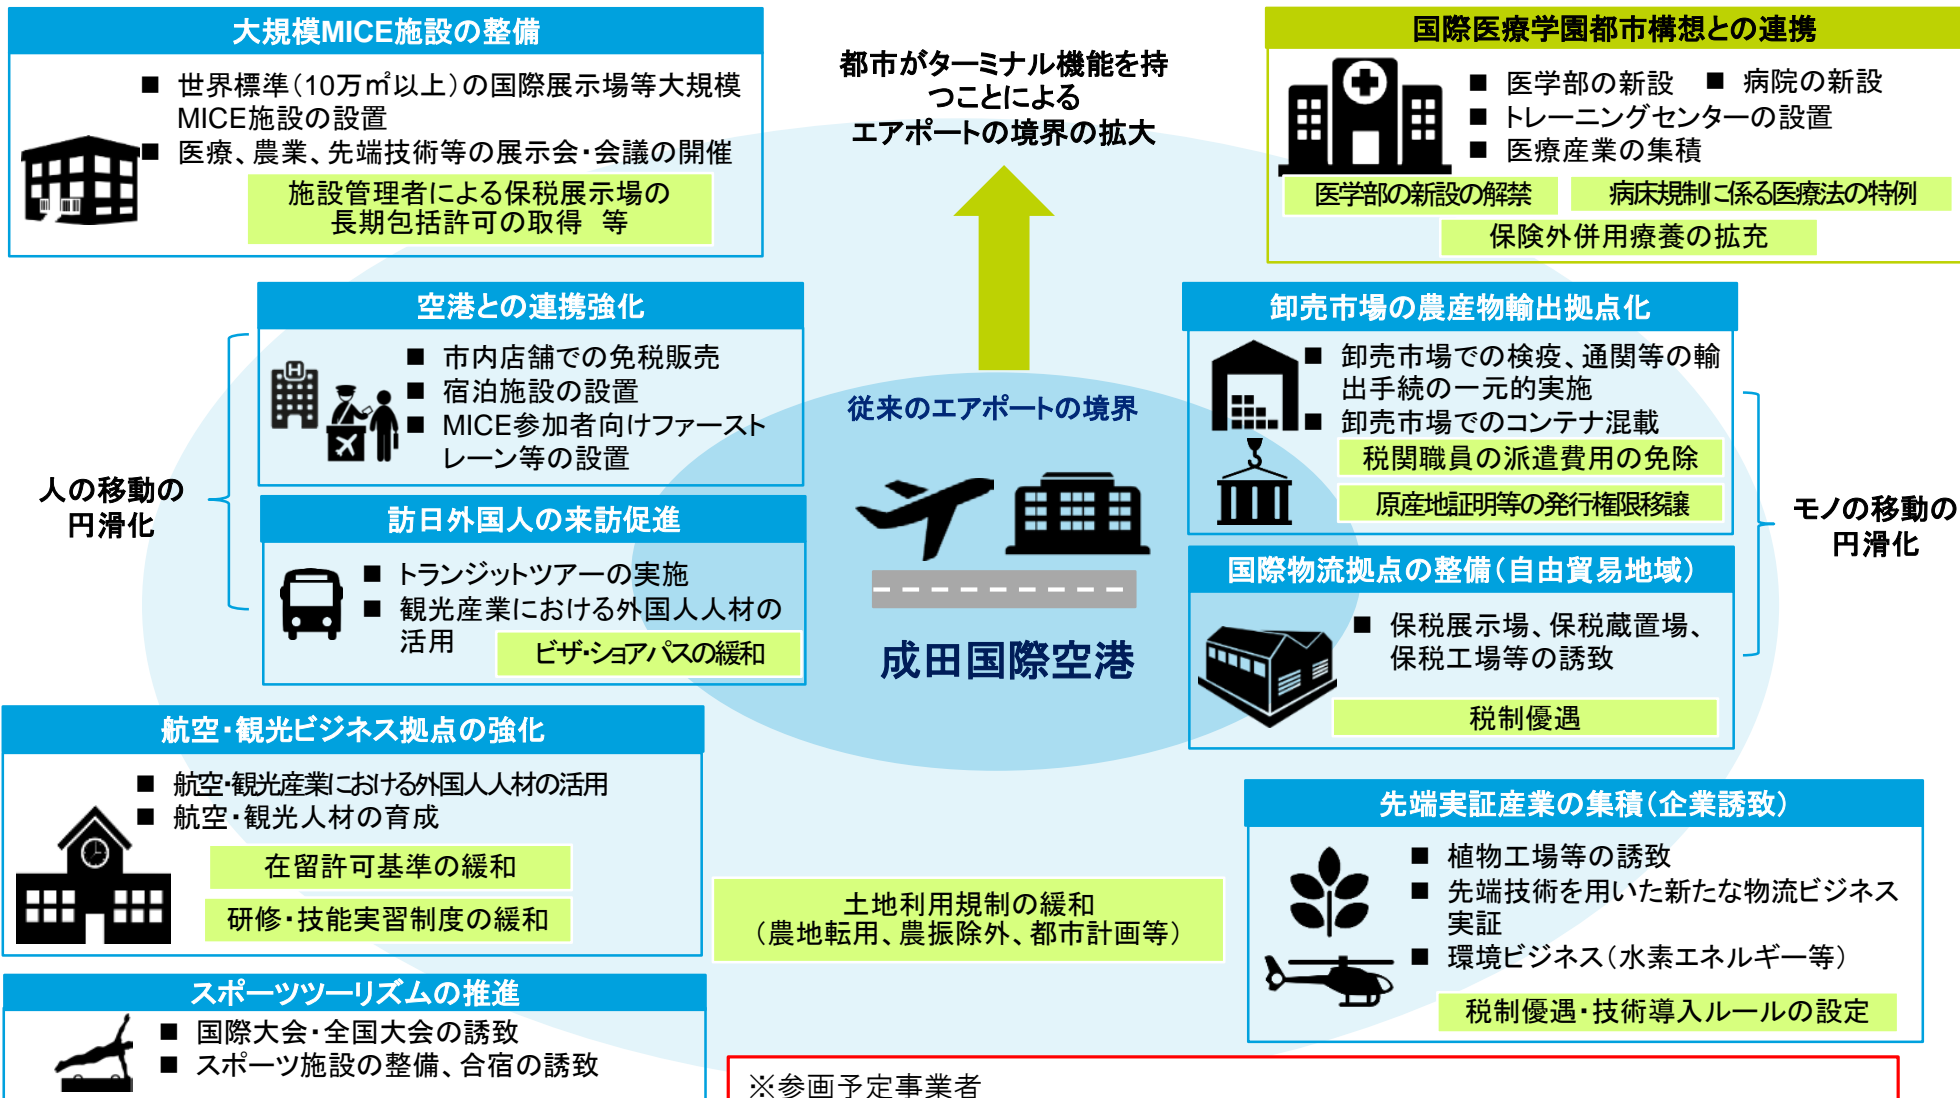 大規模MICE施設の整備
■ 世界標準(10万㎡以上)の国際展示場等大規模
MICE施設の設置
■ 医療、農業、先端技術等の展示会・会議の開催
施設管理者による保税展示場の
長期包括許可の取得 等
都市がターミナル機能を持
つことによる
エアポートの境界の拡大
国際医療学園都市構想との連携
■ 医学部の新設 ■ 病院の新設
■ トレーニングセンターの設置
■ 医療産業の集積
医学部の新設の解禁
病床規制に係る医療法の特例
保険外併用療養の拡充
空港との連携強化
■ 市内店舗での免税販売
■ 宿泊施設の設置
■ MICE参加者向けファースト
レーン等の設置
人の移動の
円滑化
訪日外国人の来訪促進
■ トランジットツアーの実施
■ 観光産業における外国人人材の
活用
ビザ・ショアパスの緩和
従来のエアポートの境界
成田国際空港
卸売市場の農産物輸出拠点化
■ 卸売市場での検疫、通関等の輸
出手続の一元的実施
■ 卸売市場でのコンテナ混載
税関職員の派遣費用の免除
原産地証明等の発行権限移譲
モノの移動の
円滑化
国際物流拠点の整備(自由貿易地域)
■ 保税展示場、保税蔵置場、
保税工場等の誘致
税制優遇
航空・観光ビジネス拠点の強化
■ 航空・観光産業における外国人人材の活用
■ 航空・観光人材の育成
在留許可基準の緩和
研修・技能実習制度の緩和
土地利用規制の緩和
(農地転用、農振除外、都市計画等)
先端実証産業の集積(企業誘致)
■ 植物工場等の誘致
■ 先端技術を用いた新たな物流ビジネス
実証
■ 環境ビジネス(水素エネルギー等)
税制優遇・技術導入ルールの設定
スポーツツーリズムの推進
■ 国際大会・全国大会の誘致
■ スポーツ施設の整備、合宿の誘致
※参画予定事業者